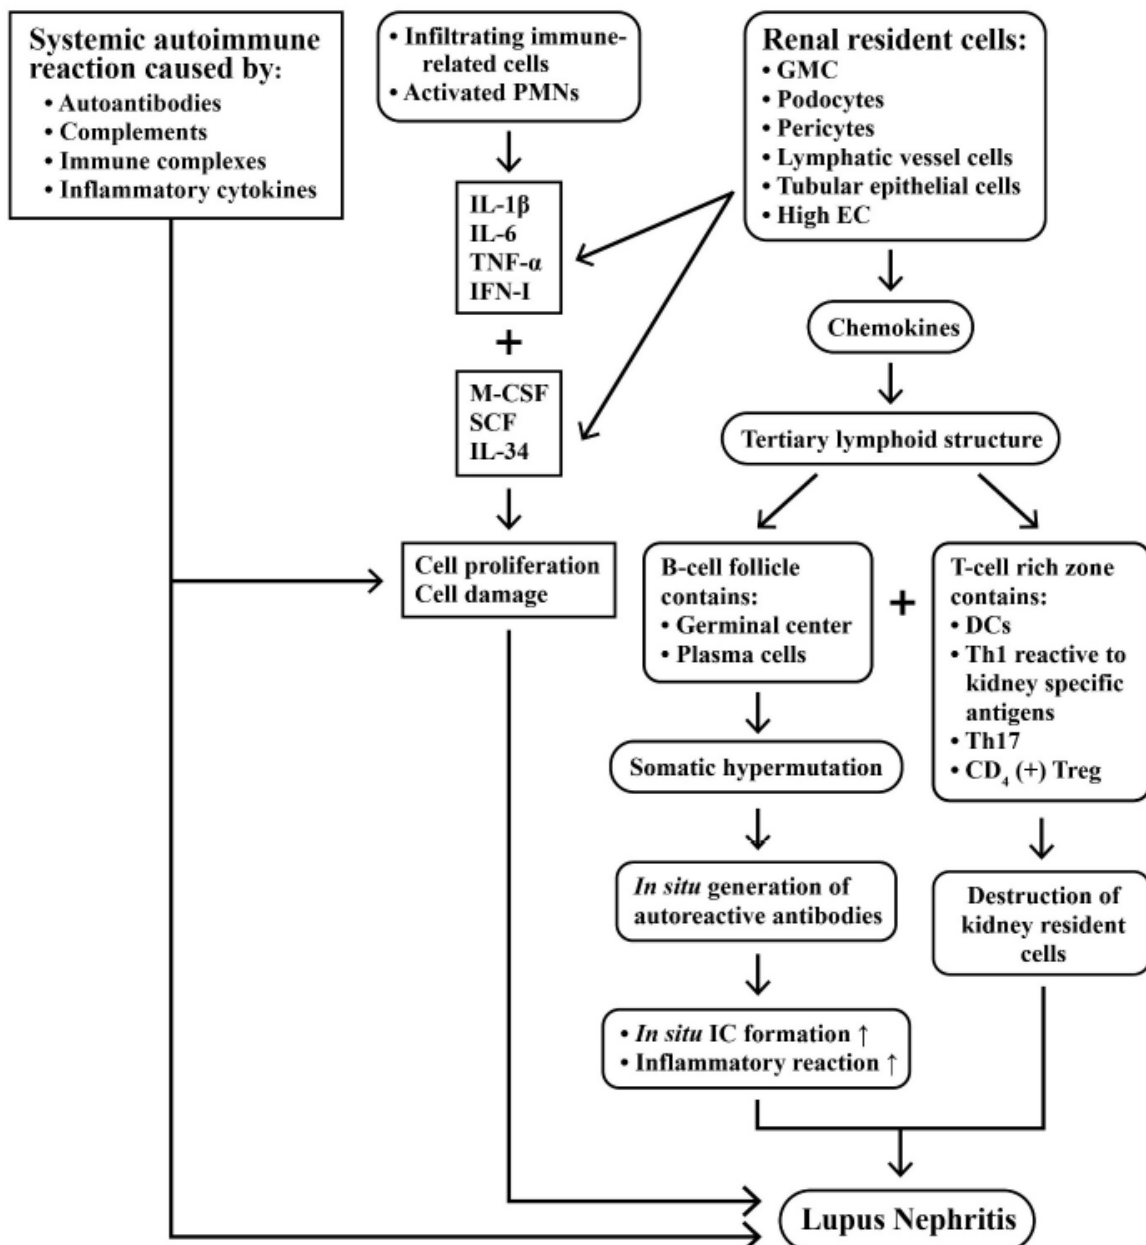 Systemic autoimmune
reaction caused by:
• Autoantibodies
• Complements
• Immune complexes
• Inflammatory cytokines
• Infiltrating immune-
related cells
• Activated PMNs
Renal resident cells:
• GMC
• Podocytes
• Pericytes
• Lymphatic vessel cells
• Tubular epithelial cells
• High EC
IL-1β
IL-6
TNF-α
IFN-I
+
M-CSF
SCF
IL-34
Chemokines
Tertiary lymphoid structure
Cell proliferation
Cell damage
B-cell follicle
contains:
• Germinal center
• Plasma cells
+
T-cell rich zone
contains:
• DCs
• Th1 reactive to
kidney specific
antigens
• Th17
• CD₄ (+) Treg
Somatic hypermutation
In situ generation of
autoreactive antibodies
Destruction of
kidney resident
cells
• In situ IC formation ↑
• Inflammatory reaction ↑
Lupus Nephritis